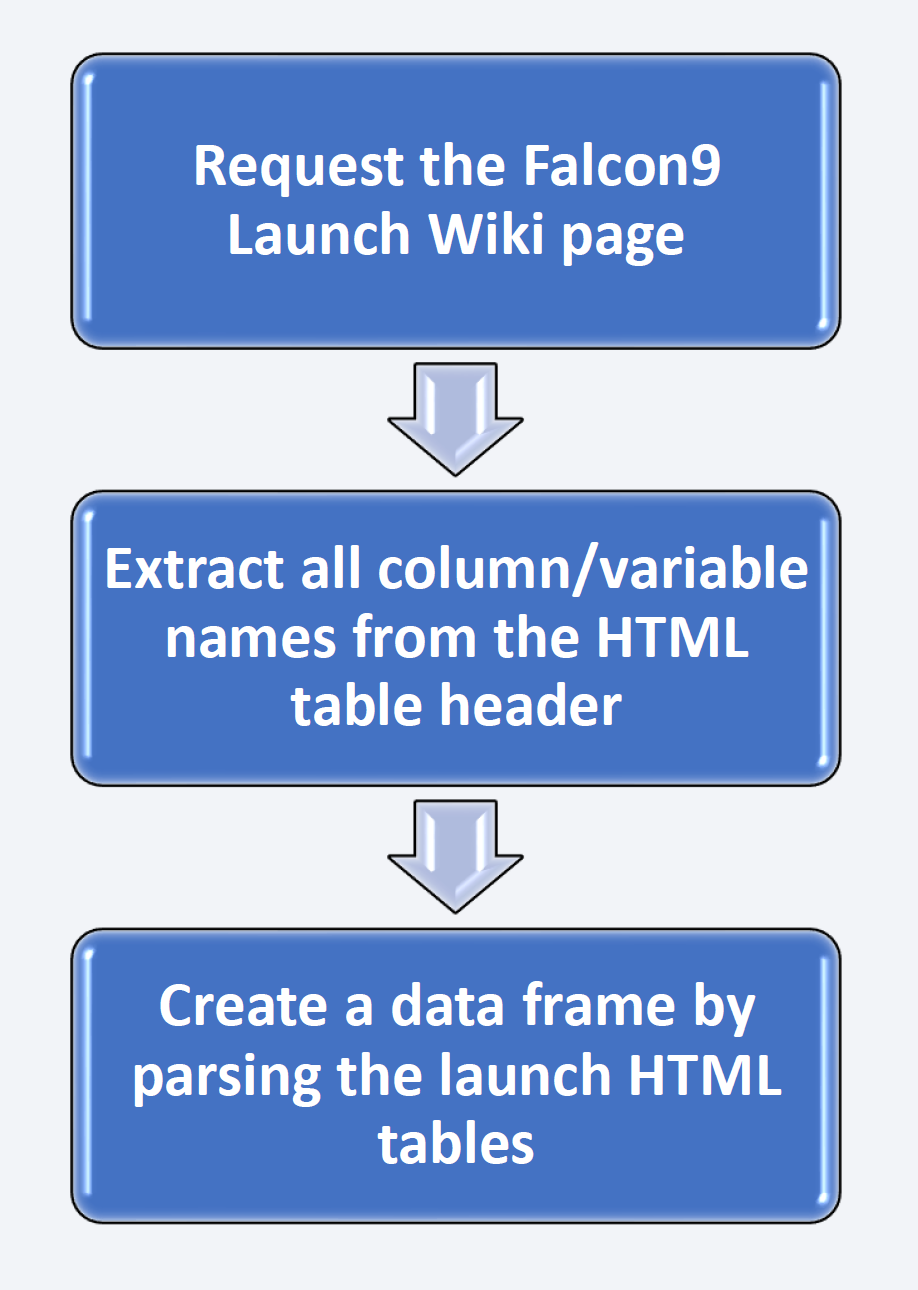 Request the Falcon9
Launch Wiki page
Extract all column/variable
names from the HTML
table header
Create a data frame by
parsing the launch HTML
tables